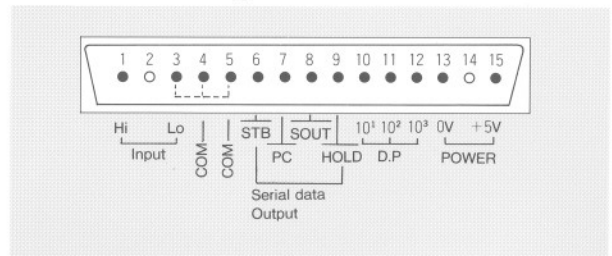 1 2 3 4 5 6 7 8 9 10 11 12 13 14 15
Hi Lo COM COM STB PC SOUT HOLD 10¹ 10² 10³ 0V +5V
Input D.P POWER
Serial data
Output